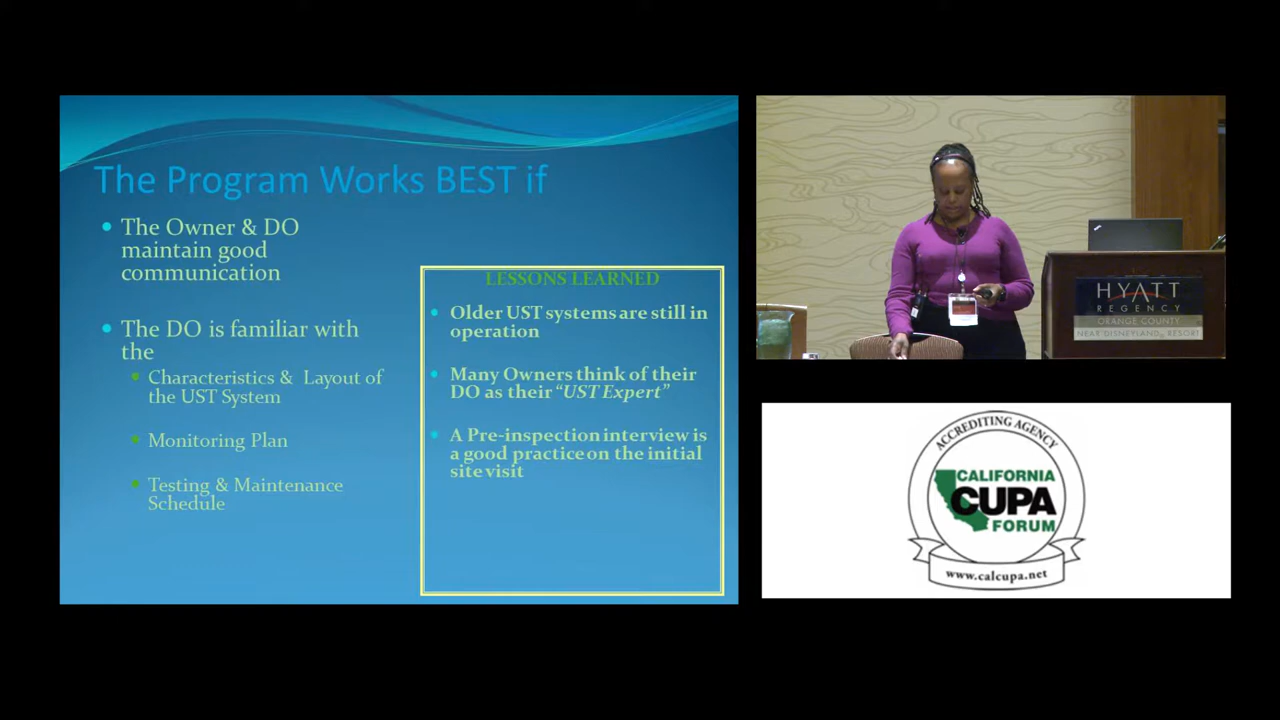 The Program Works BEST if
The Owner & DO
maintain good
communication
The DO is familiar with
the
Characteristics & Layout of
the UST System
Monitoring Plan
Testing & Maintenance
Schedule
LESSONS LEARNED
Older UST systems are still in
operation
Many Owners think of their
DO as their "UST Expert"
A Pre-inspection interview is
a good practice on the initial
site visit
HYATT
REGENCY
ORANGE COUNTY
NEAR DISNEYLAND® RESORT
ACCREDITING AGENCY
CALIFORNIA
CUPA
FORUM
www.calcupa.net